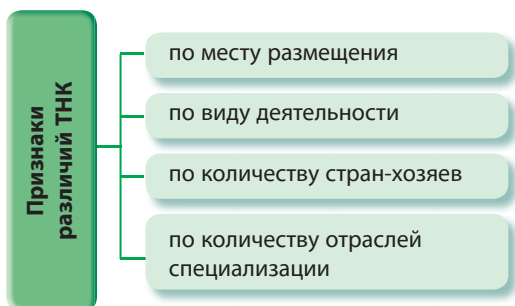 Признаки
различий ТНК
по месту размещения
по виду деятельности
по количеству стран-хозяев
по количеству отраслей
специализации